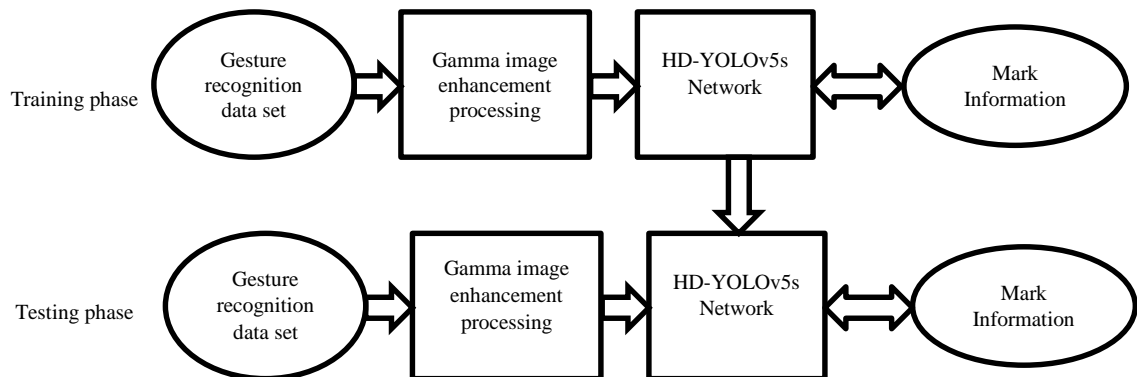 Training phase
Gesture
recognition
data set
Gamma image
enhancement
processing
HD-YOLOv5s
Network
Mark
Information
Testing phase
Gesture
recognition
data set
Gamma image
enhancement
processing
HD-YOLOv5s
Network
Mark
Information